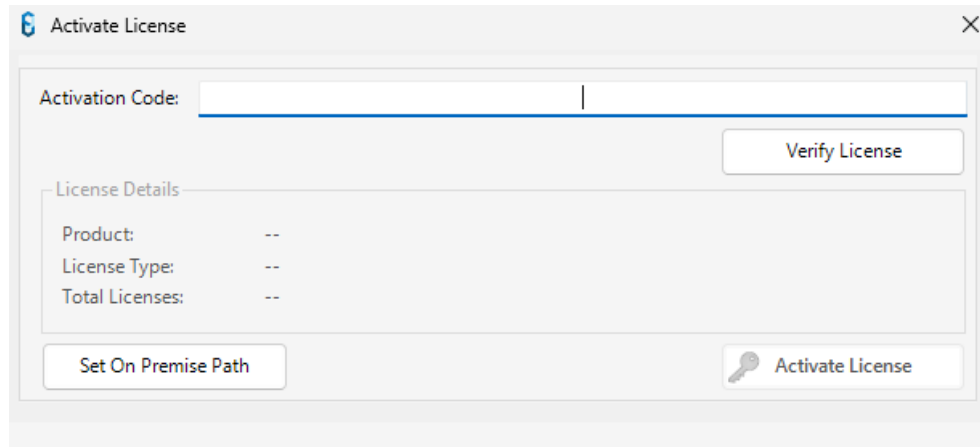 Activate License
Activation Code:
Verify License
License Details
Product: --
License Type: --
Total Licenses: --
Set On Premise Path
Activate License